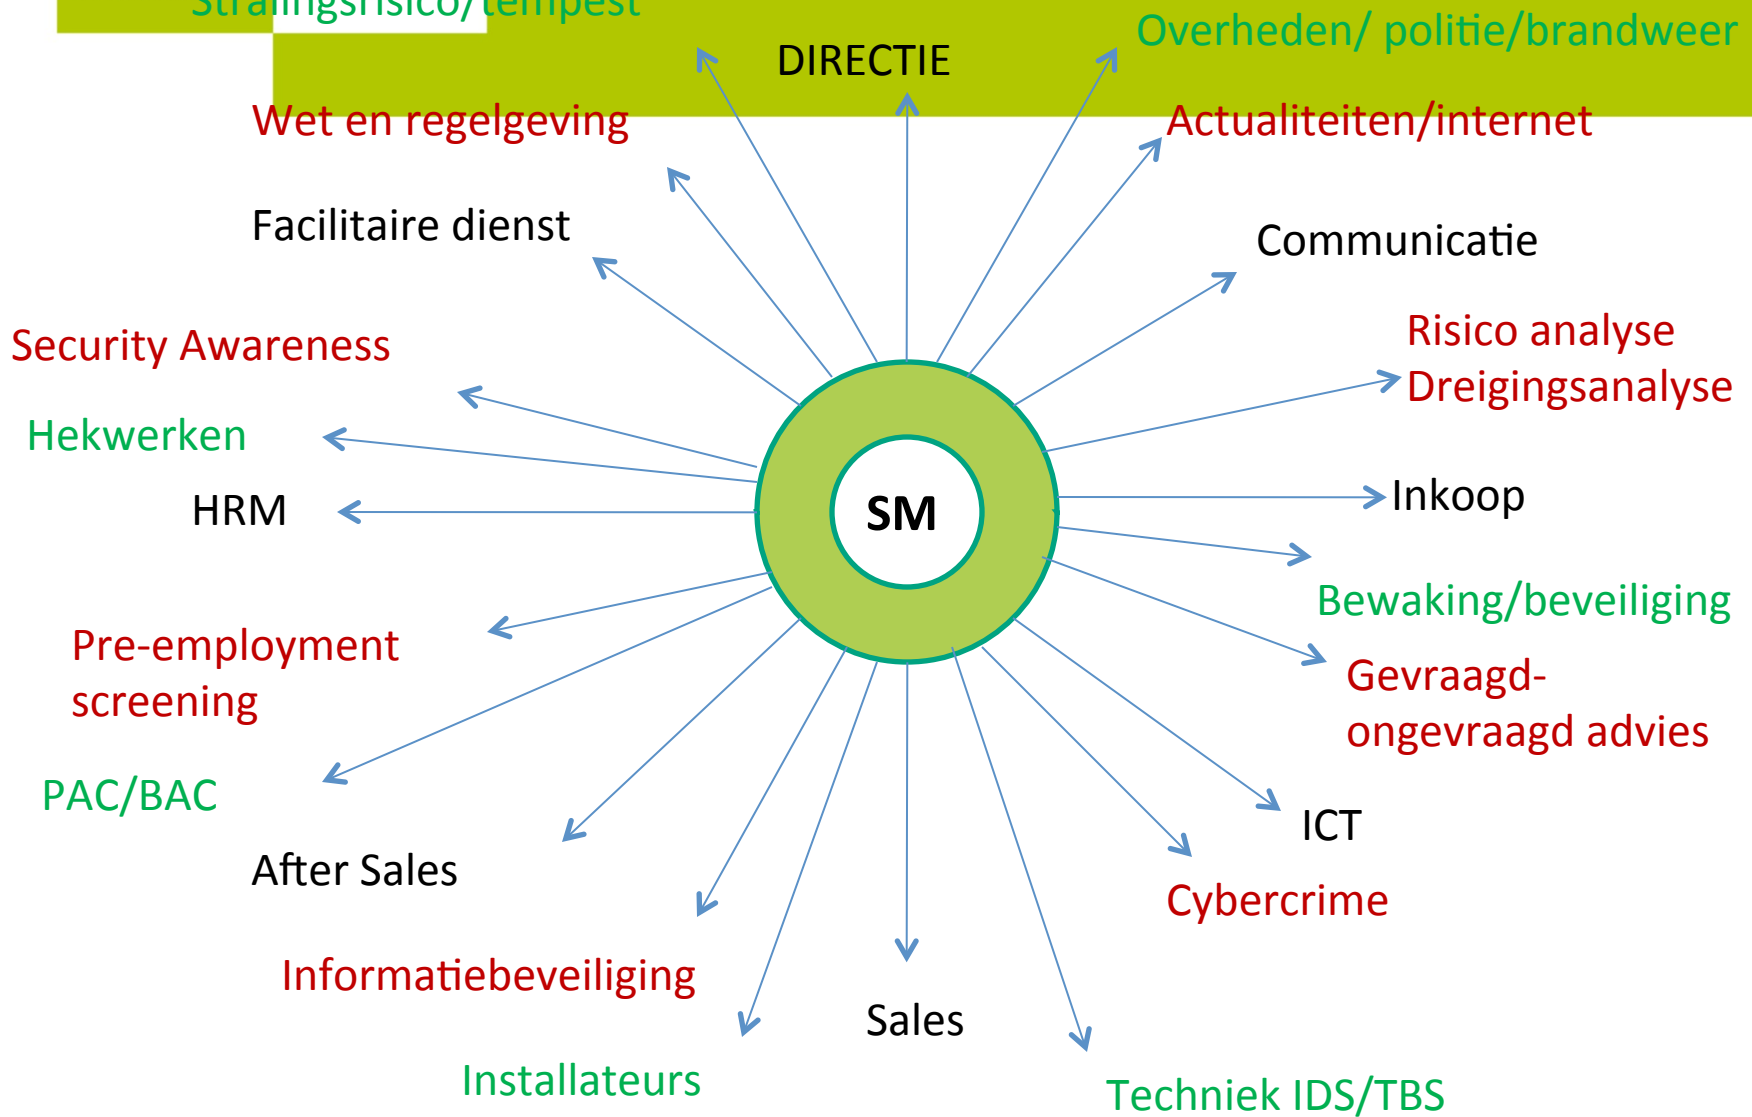 Stralingsrisico/tempest
Overheden/ politie/brandweer
DIRECTIE
Wet en regelgeving
Actualiteiten/internet
Facilitaire dienst
Communicatie
Security Awareness
Risico analyse
Dreigingsanalyse
Hekwerken
HRM
SM
Inkoop
Bewaking/beveiliging
Pre-employment
screening
Gevraagd-
ongevraagd advies
PAC/BAC
ICT
After Sales
Cybercrime
Informatiebeveiliging
Sales
Installateurs
Techniek IDS/TBS